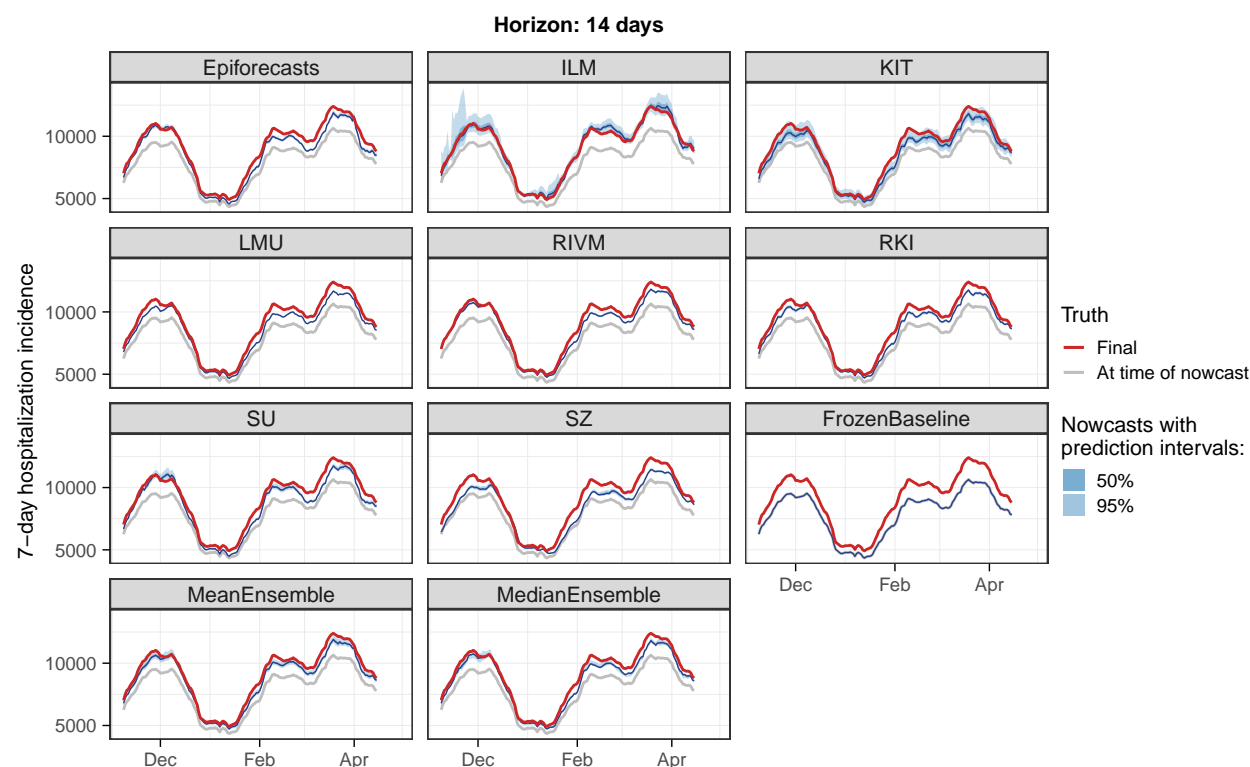 Horizon: 14 days
Epiforecasts
ILM
KIT
10000
5000
LMU
RIVM
RKI
10000
5000
7−day hospitalization incidence
Truth
Final
At time of nowcast
SU
SZ
FrozenBaseline
10000
5000
Nowcasts with
prediction intervals:
50%
95%
Dec Feb Apr
MeanEnsemble
MedianEnsemble
10000
5000
Dec Feb Apr
Dec Feb Apr